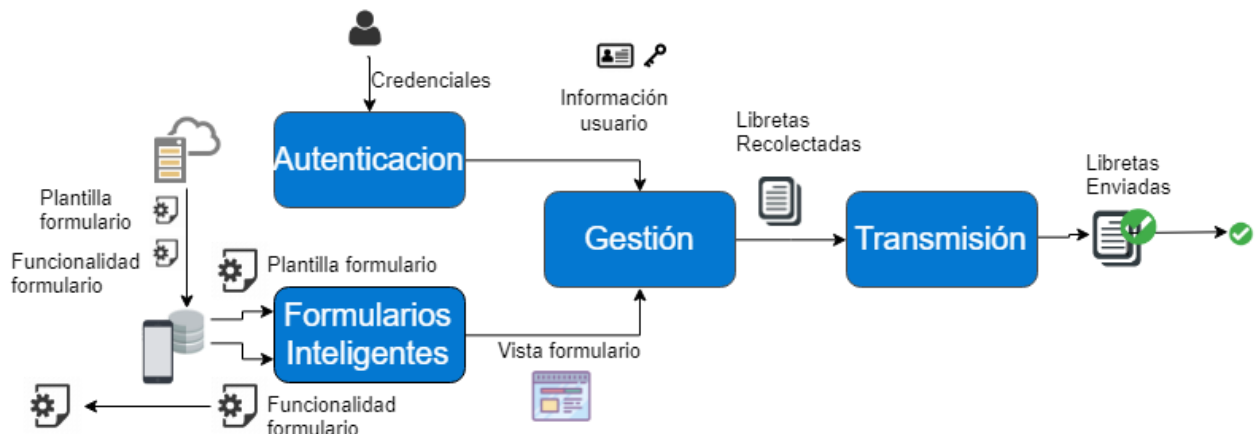 Credenciales
Información
usuario
Autenticacion
Libretas
Recolectadas
Libretas
Enviadas
Plantilla
formulario
Funcionalidad
formulario
Gestión
Transmisión
Plantilla formulario
Formularios
Inteligentes
Vista formulario
Funcionalidad
formulario